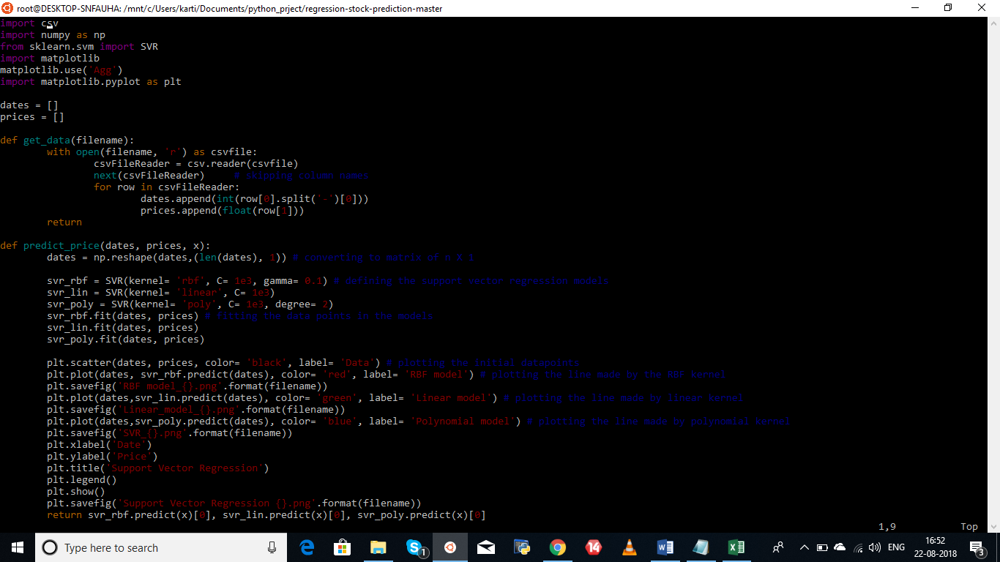 root@DESKTOP-SNFAUHA: /mnt/c/Users/karti/Documents/python_prject/regression-stock-prediction-master
import csv
import numpy as np
from sklearn.svm import SVR
import matplotlib
matplotlib.use('Agg')
import matplotlib.pyplot as plt

dates = []
prices = []

def get_data(filename):
        with open(filename, 'r') as csvfile:
                csvFileReader = csv.reader(csvfile)
                next(csvFileReader)     # skipping column names
                for row in csvFileReader:
                        dates.append(int(row[0].split('-')[0]))
                        prices.append(float(row[1]))
        return

def predict_price(dates, prices, x):
        dates = np.reshape(dates,(len(dates), 1)) # converting to matrix of n X 1

        svr_rbf = SVR(kernel= 'rbf', C= 1e3, gamma= 0.1) # defining the support vector regression models
        svr_lin = SVR(kernel= 'linear', C= 1e3)
        svr_poly = SVR(kernel= 'poly', C= 1e3, degree= 2)
        svr_rbf.fit(dates, prices) # fitting the data points in the models
        svr_lin.fit(dates, prices)
        svr_poly.fit(dates, prices)

        plt.scatter(dates, prices, color= 'black', label= 'Data') # plotting the initial datapoints
        plt.plot(dates, svr_rbf.predict(dates), color= 'red', label= 'RBF model') # plotting the line made by the RBF kernel
        plt.savefig('RBF model_{}.png'.format(filename))
        plt.plot(dates,svr_lin.predict(dates), color= 'green', label= 'Linear model') # plotting the line made by linear kernel
        plt.savefig('Linear_model_{}.png'.format(filename))
        plt.plot(dates,svr_poly.predict(dates), color= 'blue', label= 'Polynomial model') # plotting the line made by polynomial kernel
        plt.savefig('SVR_{}.png'.format(filename))
        plt.xlabel('Date')
        plt.ylabel('Price')
        plt.title('Support Vector Regression')
        plt.legend()
        plt.show()
        plt.savefig('Support Vector Regression {}.png'.format(filename))
        return svr_rbf.predict(x)[0], svr_lin.predict(x)[0], svr_poly.predict(x)[0]
1,9 Top
Type here to search
1
14
ENG
16:52
22-08-2018
3